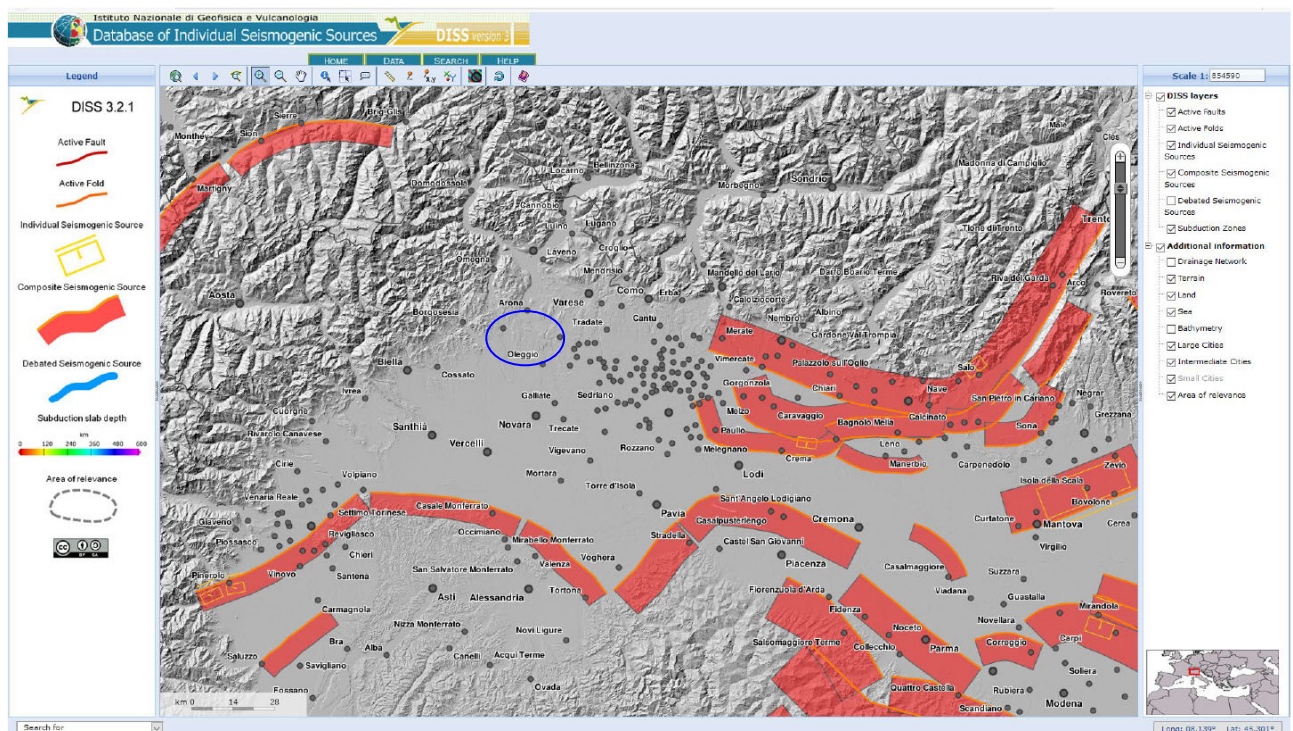 Istituto Nazionale di Geofisica e Vulcanologia
Database of Individual Seismogenic Sources
DISS version 3
HOME DATA SEARCH HELP
Legend
DISS 3.2.1
Active Fault
Active Fold
Individual Seismogenic Source
Composite Seismogenic Source
Debated Seismogenic Source
Subduction slab depth
km
0 120 240 360 480 600
Area of relevance
cc
BY SA
Search for
Sierre
Brig-Glis
Sion
Monthey
Martigny
Domodossola
Locarno
Bellinzona
Cannobio
Luino
Lugano
Laveno
Croglio
Omegna
Mendrisio
Morbegno
Sondrio
Madonna di Campiglio
Malè
Cles
Tione di Trento
Trento
Aosta
Mandello del Lario
Darfo Boario Terme
Riva del Garda
Arco
Rovereto
Arona
Varese
Como
Erba
Calolziocorte
Borgosesia
Tradate
Cantu
Nembro
Albino
Gardone Val Trompia
Merate
Oleggio
Biella
Vimercate
Palazzolo sull'Oglio
Salo
Cossato
Gorgonzola
Chiari
Nave
San Pietro in Cariano
Negrar
Ivrea
Galliate
Sedriano
Melzo
Caravaggio
Calcinato
Grezzana
Cuorgne
Santhiá
Novara
Trecate
Paullo
Bagnolo Mella
Sona
Rivarolo Canavese
Vercelli
Vigevano
Rozzano
Melegnano
Crema
Leno
Manerbio
Carpenedolo
Zevio
Cirie
Volpiano
Mortara
Lodi
Isola della Scala
Venaria Reale
Torre d'Isola
Sant'Angelo Lodigiano
Bovolone
Settimo Torinese
Casale Monferrato
Pavia
Casalpusterlengo
Cremona
Curtatone
Mantova
Cerea
Giaveno
Piossasco
Revigliasco
Occimiano
Mirabello Monferrato
Stradella
Castel San Giovanni
Virgilio
Chieri
Voghera
Piacenza
Casalmaggiore
Pinerolo
Vinovo
Santena
San Salvatore Monferrato
Valenza
Suzzara
Asti
Alessandria
Tortona
Fiorenzuola d'Arda
Viadana
Guastalla
Carmagnola
Fidenza
Mirandola
Nizza Monferrato
Novi Ligure
Noceto
Novellara
Bra
Alba
Salsomaggiore Terme
Collecchio
Parma
Correggio
Carpi
Saluzzo
Savigliano
Canelli
Acqui Terme
Soliera
Fossano
Ovada
Quattro Castella
Rubiera
Scandiano
Modena
km 0 14 28
Scale 1: 854590
DISS layers
Active Faults
Active Folds
Individual Seismogenic
Sources
Composite Seismogenic
Sources
Debated Seismogenic
Sources
Subduction Zones
Additional information
Drainage Network
Terrain
Land
Sea
Bathymetry
Large Cities
Intermediate Cities
Small Cities
Area of relevance
Long: 08.139° Lat: 45.301°